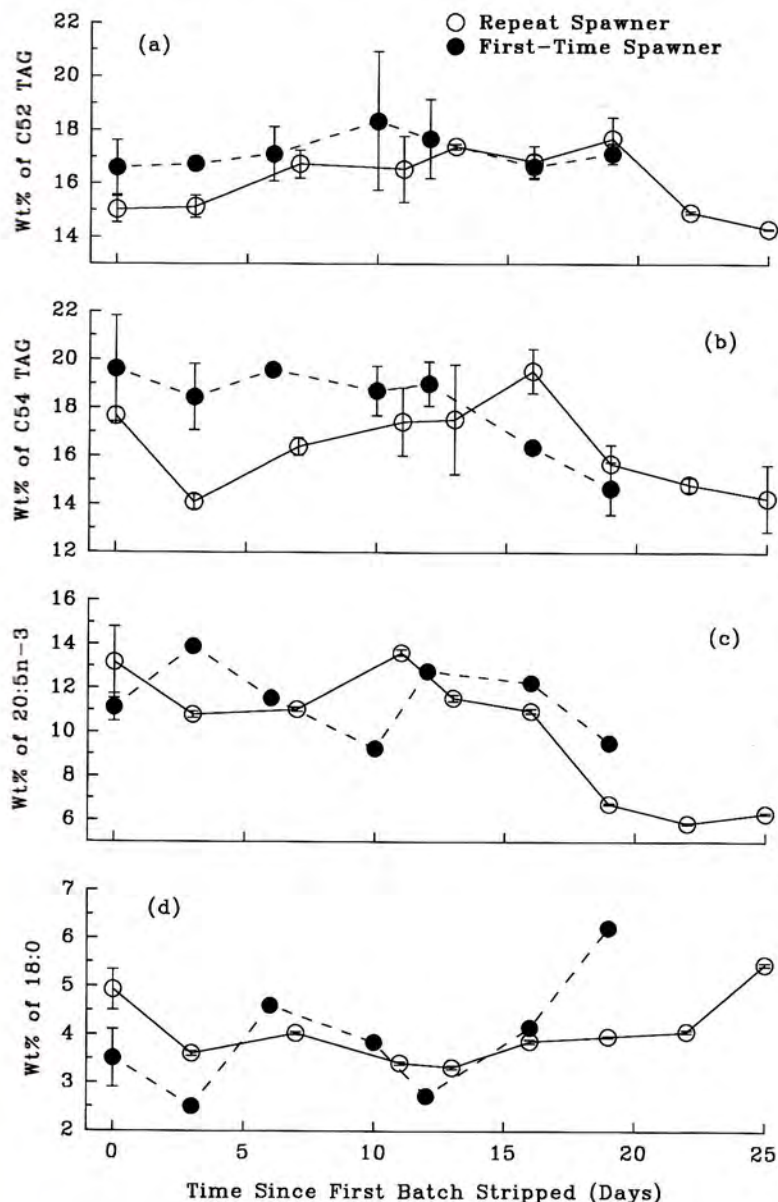 Repeat Spawner
First-Time Spawner
(a)
Wt% of C52 TAG
22
20
18
16
14
(b)
Wt% of C54 TAG
22
20
18
16
14
12
(c)
Wt% of 20:5n-3
16
14
12
10
8
6
(d)
Wt% of 18:0
7
6
5
4
3
2
0 5 10 15 20 25
Time Since First Batch Stripped (Days)